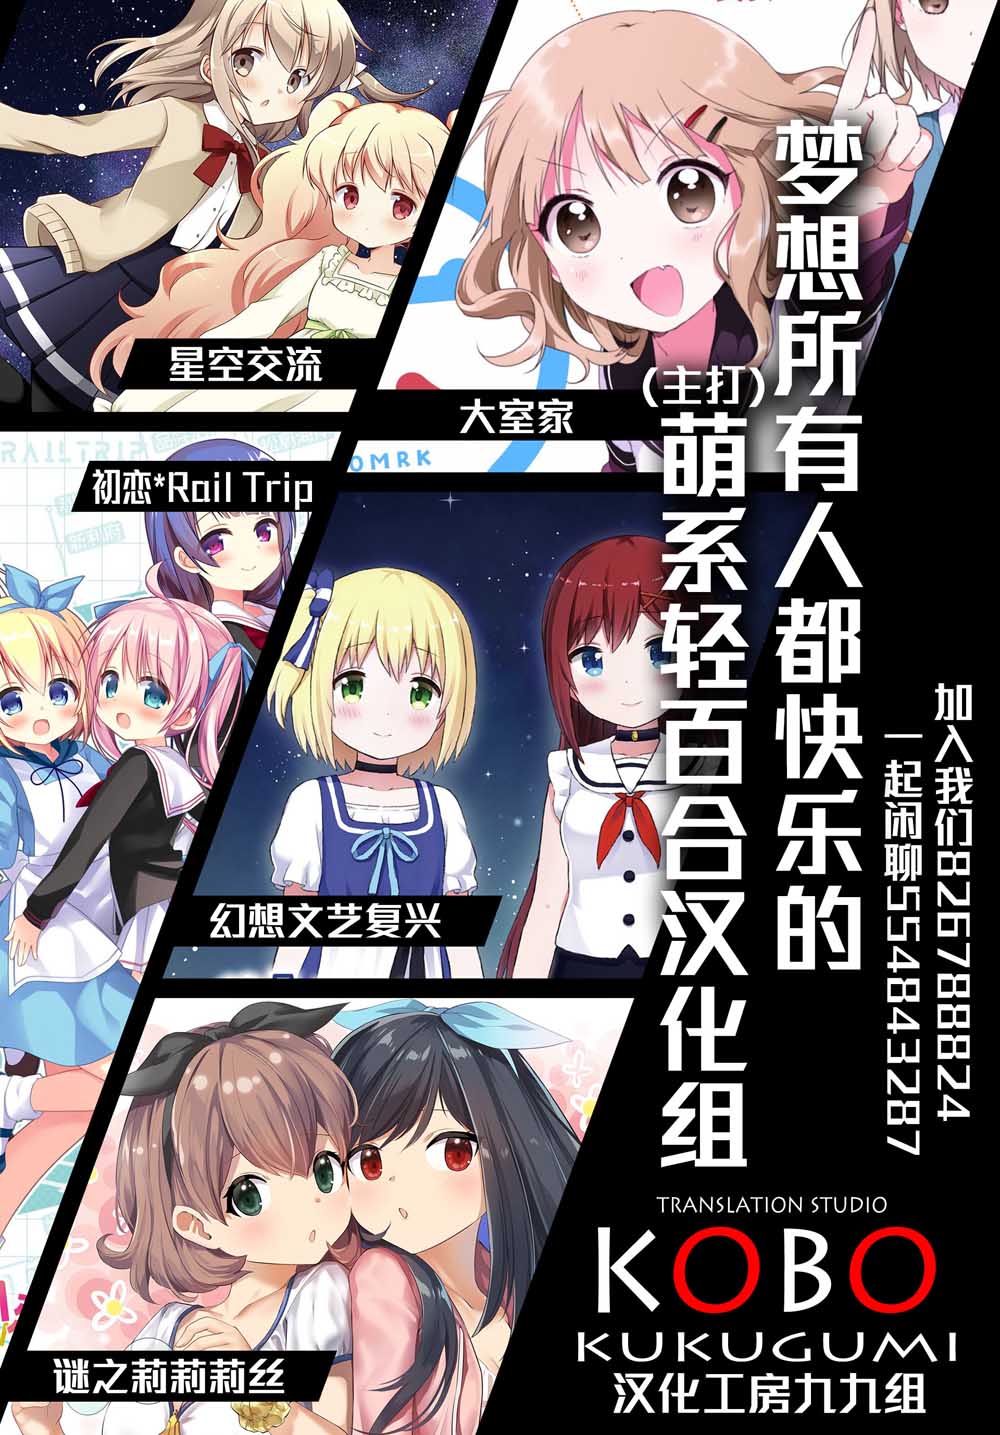 星空交流
大室家
RAIL TRIP
OMRK
初恋*Rail Trip
幻想文艺复兴
谜之莉莉莉丝
梦想所有人都快乐的
(主打)萌系轻百合汉化组
加入我们826788824
一起闲聊554843287
TRANSLATION STUDIO
KOBO
KUKUGUMI
汉化工房九九组